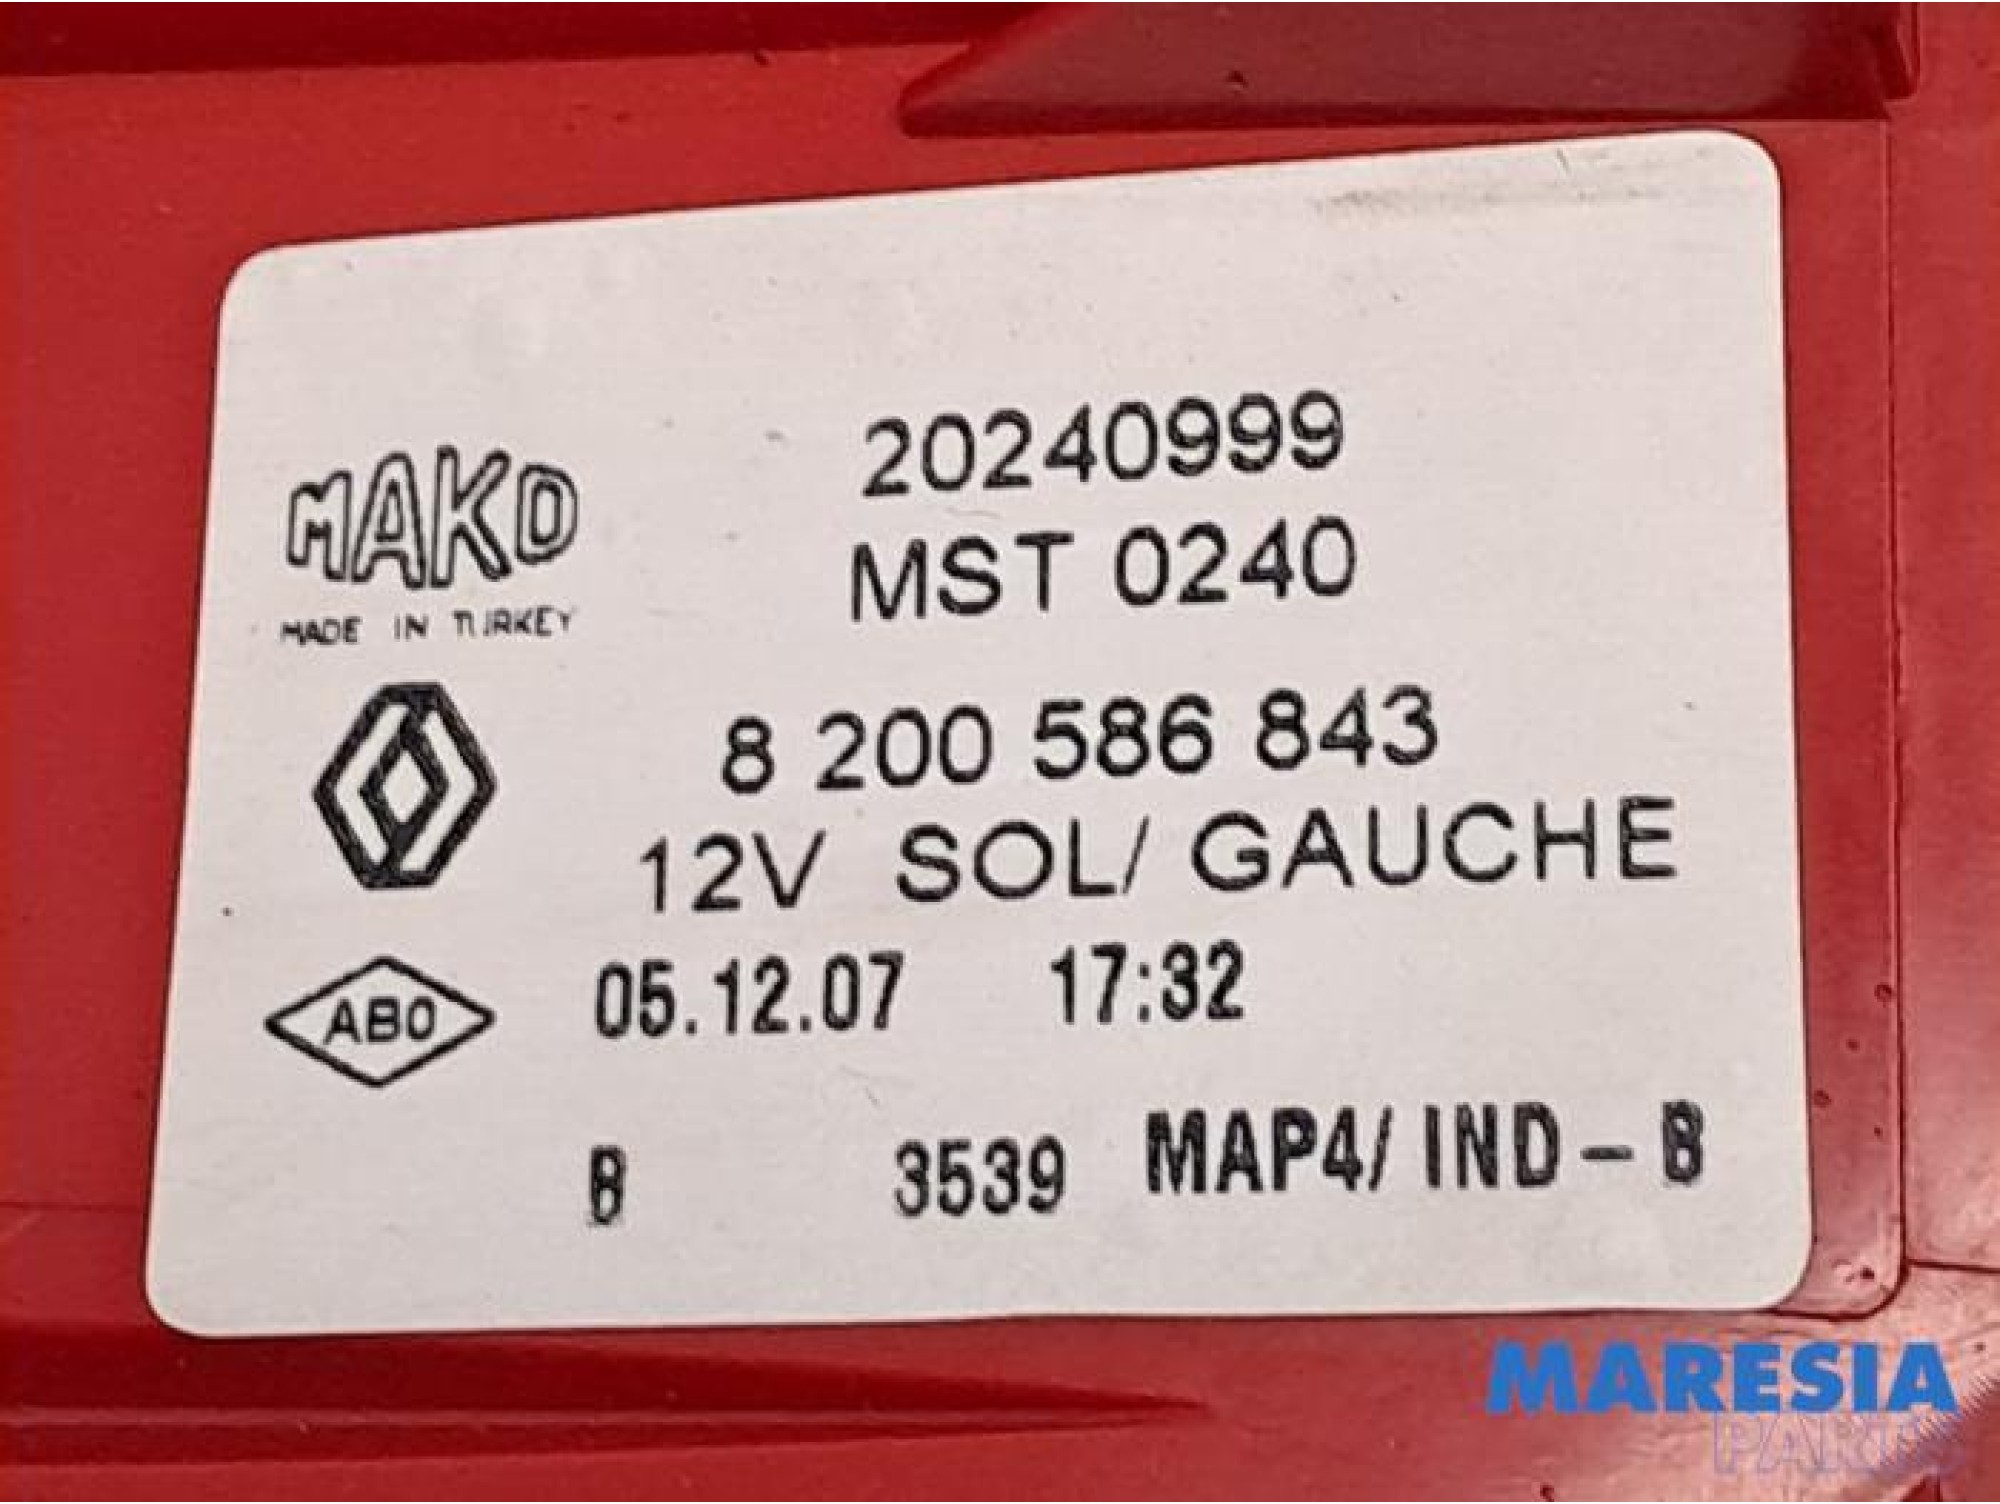 20240999
MAKO
MST 0240
MADE IN TURKEY
8 200 586 843
12V SOL/ GAUCHE
ABO
05.12.07 17:32
8 3539 MAP4/ IND - B
MARESIA
PARTS